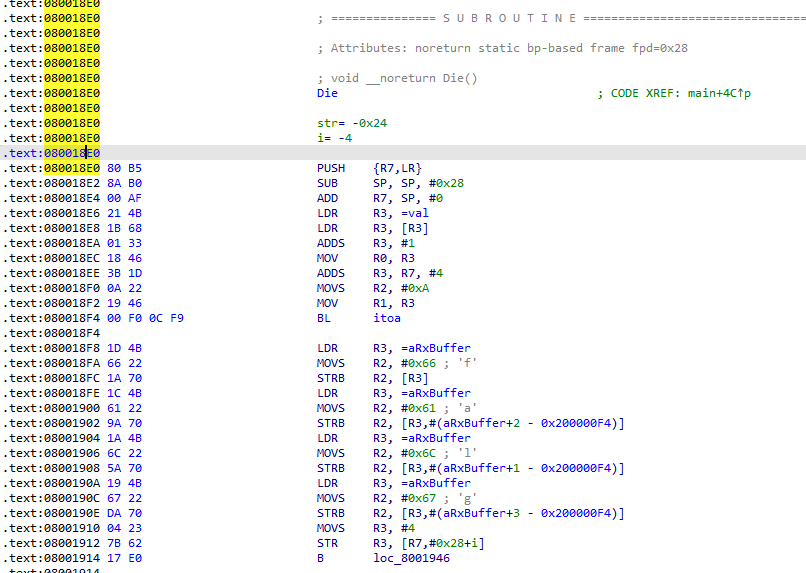 .text:080018E0
.text:080018E0 ; =============== S U B R O U T I N E ================================
.text:080018E0
.text:080018E0 ; Attributes: noreturn static bp-based frame fpd=0x28
.text:080018E0
.text:080018E0 ; void __noreturn Die()
.text:080018E0 Die ; CODE XREF: main+4C↑p
.text:080018E0
.text:080018E0 str= -0x24
.text:080018E0 i= -4
.text:080018E0
.text:080018E0 80 B5 PUSH {R7,LR}
.text:080018E2 8A B0 SUB SP, SP, #0x28
.text:080018E4 00 AF ADD R7, SP, #0
.text:080018E6 21 4B LDR R3, =val
.text:080018E8 1B 68 LDR R3, [R3]
.text:080018EA 01 33 ADDS R3, #1
.text:080018EC 18 46 MOV R0, R3
.text:080018EE 3B 1D ADDS R3, R7, #4
.text:080018F0 0A 22 MOVS R2, #0xA
.text:080018F2 19 46 MOV R1, R3
.text:080018F4 00 F0 0C F9 BL itoa
.text:080018F4
.text:080018F8 1D 4B LDR R3, =aRxBuffer
.text:080018FA 66 22 MOVS R2, #0x66 ; 'f'
.text:080018FC 1A 70 STRB R2, [R3]
.text:080018FE 1C 4B LDR R3, =aRxBuffer
.text:08001900 61 22 MOVS R2, #0x61 ; 'a'
.text:08001902 9A 70 STRB R2, [R3,#(aRxBuffer+2 - 0x200000F4)]
.text:08001904 1A 4B LDR R3, =aRxBuffer
.text:08001906 6C 22 MOVS R2, #0x6C ; 'l'
.text:08001908 5A 70 STRB R2, [R3,#(aRxBuffer+1 - 0x200000F4)]
.text:0800190A 19 4B LDR R3, =aRxBuffer
.text:0800190C 67 22 MOVS R2, #0x67 ; 'g'
.text:0800190E DA 70 STRB R2, [R3,#(aRxBuffer+3 - 0x200000F4)]
.text:08001910 04 23 MOVS R3, #4
.text:08001912 7B 62 STR R3, [R7,#0x28+i]
.text:08001914 17 E0 B loc_8001946
.text:08001914